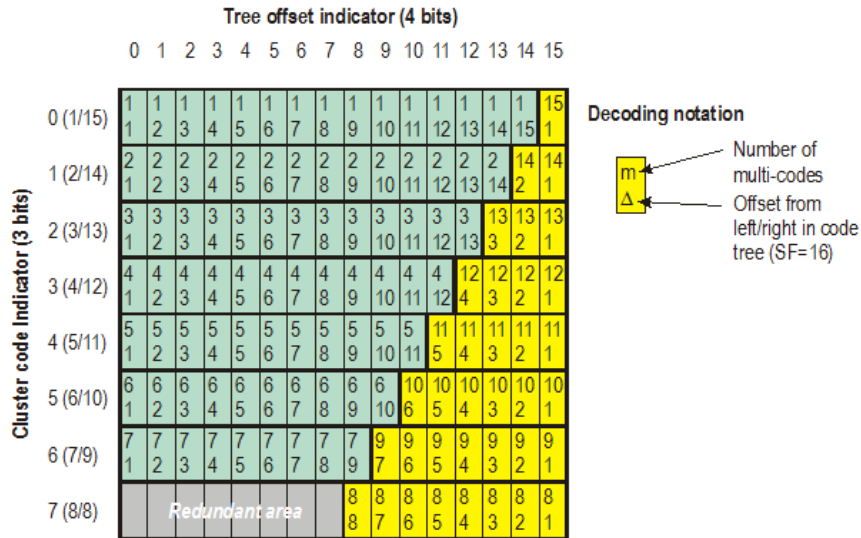 Tree offset indicator (4 bits)
0 1 2 3 4 5 6 7 8 9 10 11 12 13 14 15
Cluster code Indicator (3 bits)
0 (1/15)
1 1 1 1 1 1 1 1 1 1 1 1 1 1 1 15
1 2 3 4 5 6 7 8 9 10 11 12 13 14 15 1
1 (2/14)
2 2 2 2 2 2 2 2 2 2 2 2 2 2 14 14
1 2 3 4 5 6 7 8 9 10 11 12 13 14 2 1
2 (3/13)
3 3 3 3 3 3 3 3 3 3 3 3 3 13 13 13
1 2 3 4 5 6 7 8 9 10 11 12 13 3 2 1
3 (4/12)
4 4 4 4 4 4 4 4 4 4 4 4 12 12 12 12
1 2 3 4 5 6 7 8 9 10 11 12 4 3 2 1
4 (5/11)
5 5 5 5 5 5 5 5 5 5 5 11 11 11 11 11
1 2 3 4 5 6 7 8 9 10 11 5 4 3 2 1
5 (6/10)
6 6 6 6 6 6 6 6 6 6 10 10 10 10 10 10
1 2 3 4 5 6 7 8 9 10 6 5 4 3 2 1
6 (7/9)
7 7 7 7 7 7 7 7 7 9 9 9 9 9 9 9
1 2 3 4 5 6 7 8 9 7 6 5 4 3 2 1
7 (8/8)
Redundant area
8 8 8 8 8 8 8 8
8 7 6 5 4 3 2 1
Decoding notation
m
Δ
Number of
multi-codes
Offset from
left/right in code
tree (SF=16)